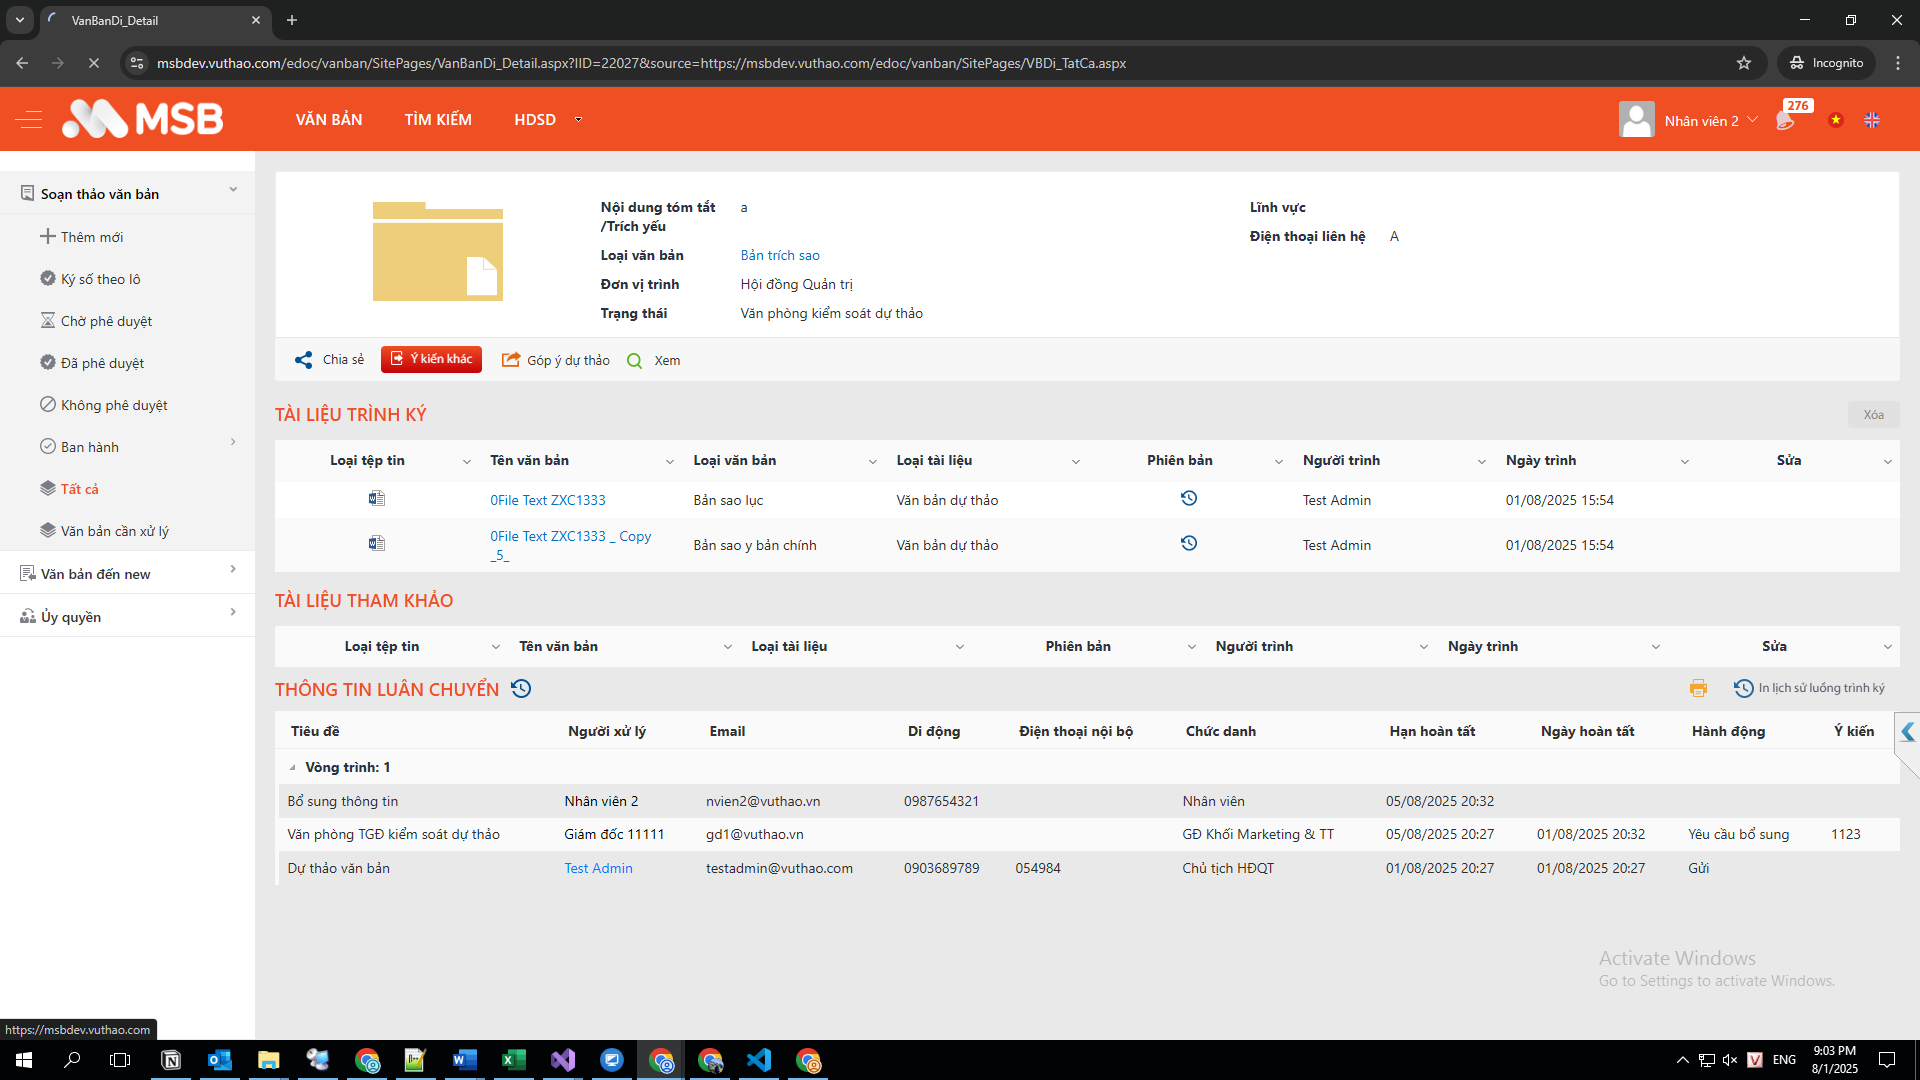 VanBanDi_Detail
msbdev.vuthao.com/edoc/vanban/SitePages/VanBanDi_Detail.aspx?IID=22027&source=https://msbdev.vuthao.com/edoc/vanban/SitePages/VBDi_TatCa.aspx
Incognito
MSB
VĂN BẢN
TÌM KIẾM
HDSD
Nhân viên 2
276
Soạn thảo văn bản
Thêm mới
Ký số theo lô
Chờ phê duyệt
Đã phê duyệt
Không phê duyệt
Ban hành
Tất cả
Văn bản cần xử lý
Văn bản đến new
Ủy quyền
Nội dung tóm tắt a
/Trích yếu
Loại văn bản Bản trích sao
Đơn vị trình Hội đồng Quản trị
Trạng thái Văn phòng kiểm soát dự thảo
Lĩnh vực
Điện thoại liên hệ A
Chia sẻ Ý kiến khác Góp ý dự thảo Xem
TÀI LIỆU TRÌNH KÝ
Xóa
Loại tệp tin Tên văn bản Loại văn bản Loại tài liệu Phiên bản Người trình Ngày trình Sửa
0File Text ZXC1333 Bản sao lục Văn bản dự thảo Test Admin 01/08/2025 15:54
0File Text ZXC1333 _ Copy
_5_
Bản sao y bản chính Văn bản dự thảo Test Admin 01/08/2025 15:54
TÀI LIỆU THAM KHẢO
Loại tệp tin Tên văn bản Loại tài liệu Phiên bản Người trình Ngày trình Sửa
THÔNG TIN LUÂN CHUYỂN
In lịch sử luồng trình ký
Tiêu đề Người xử lý Email Di động Điện thoại nội bộ Chức danh Hạn hoàn tất Ngày hoàn tất Hành động Ý kiến
Vòng trình: 1
Bổ sung thông tin Nhân viên 2 nvien2@vuthao.vn 0987654321 Nhân viên 05/08/2025 20:32
Văn phòng TGĐ kiểm soát dự thảo Giám đốc 11111 gd1@vuthao.vn GĐ Khối Marketing & TT 05/08/2025 20:27 01/08/2025 20:32 Yêu cầu bổ sung 1123
Dự thảo văn bản Test Admin testadmin@vuthao.com 0903689789 054984 Chủ tịch HĐQT 01/08/2025 20:27 01/08/2025 20:27 Gửi
Activate Windows
Go to Settings to activate Windows.
https://msbdev.vuthao.com
ENG
9:03 PM
8/1/2025